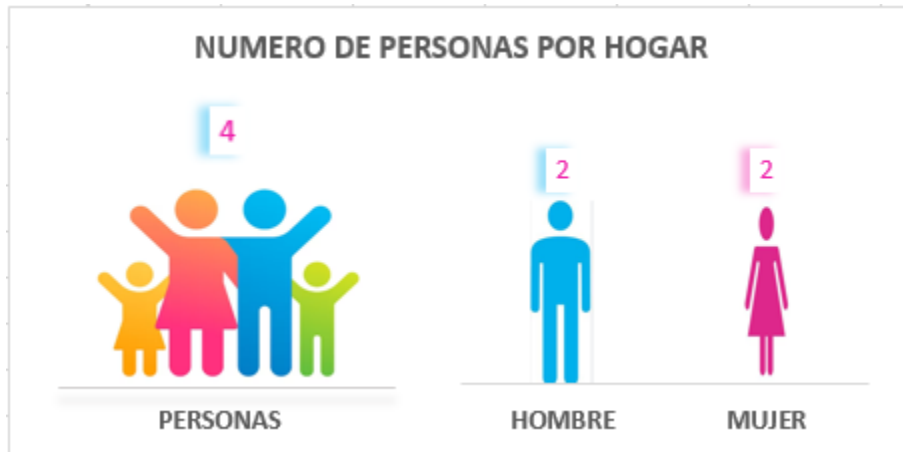 NUMERO DE PERSONAS POR HOGAR
4
2
2
PERSONAS
HOMBRE
MUJER